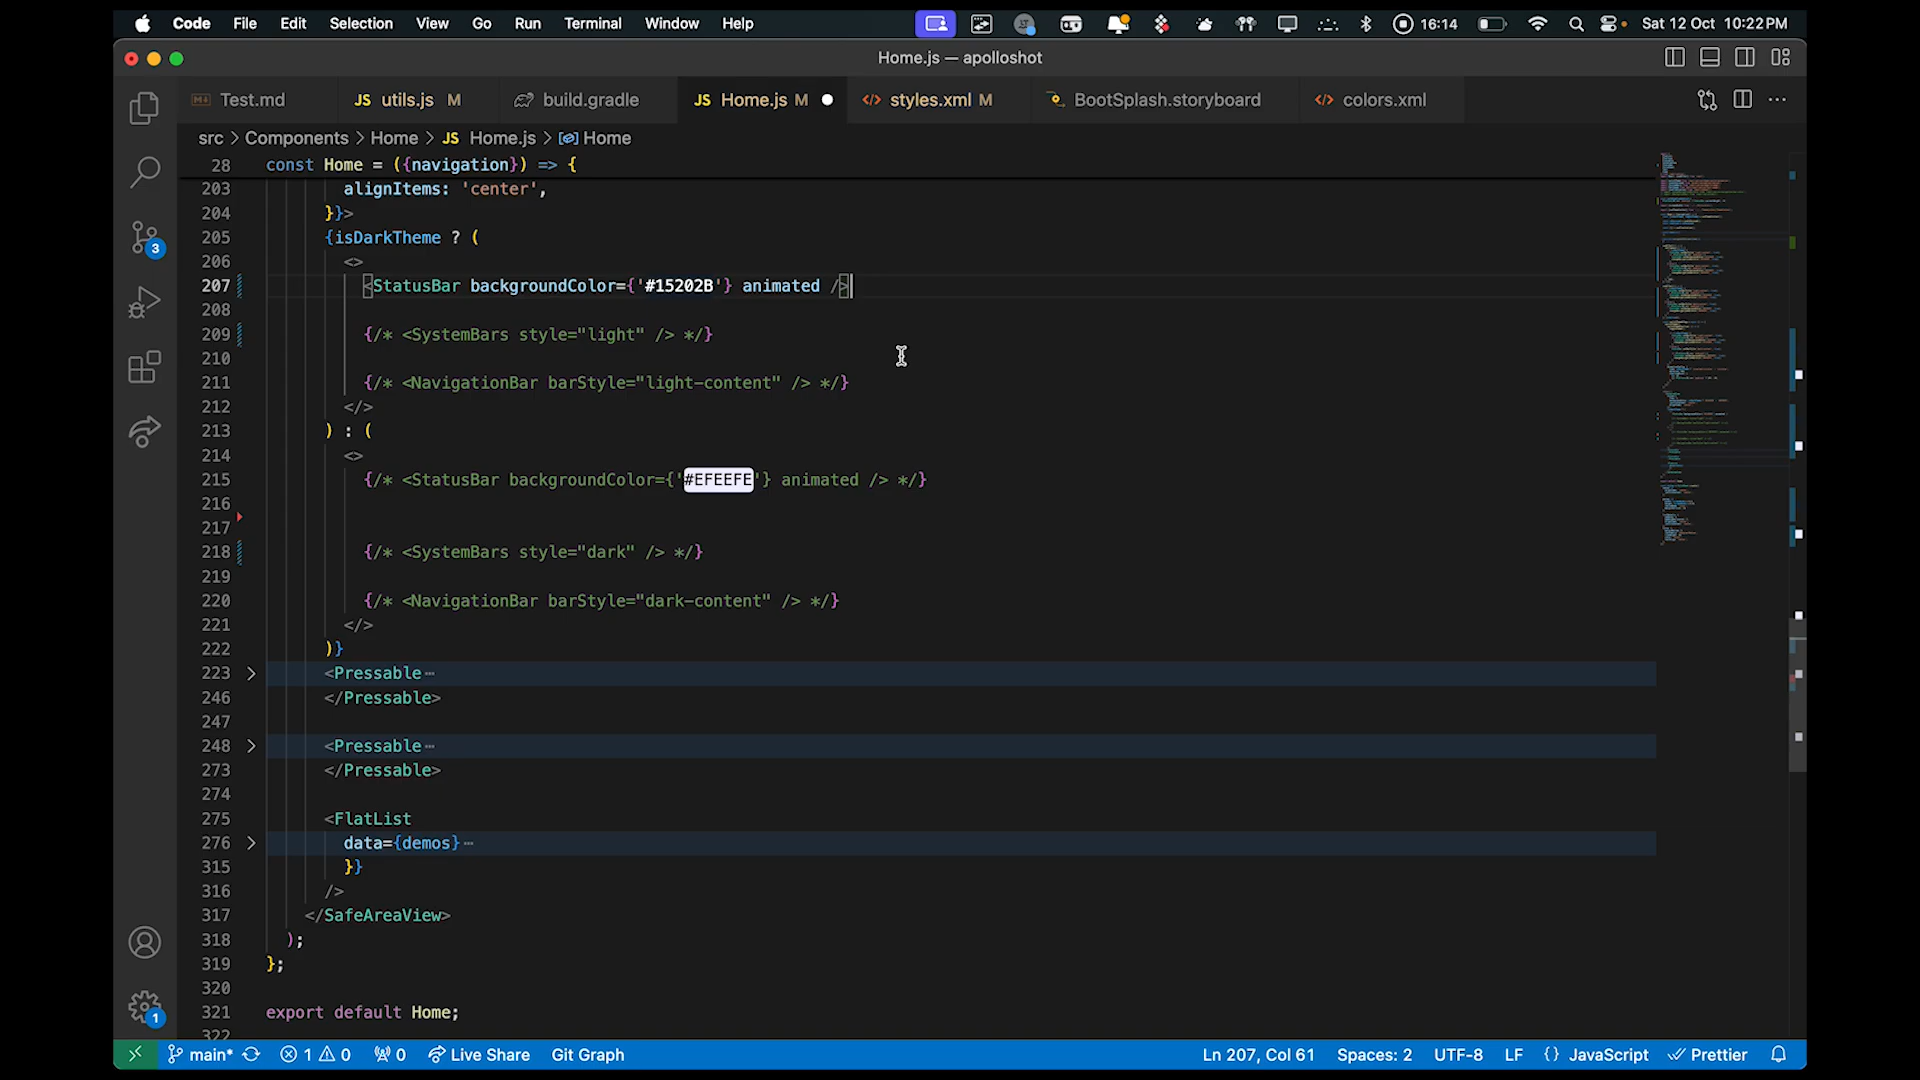 Code File Edit Selection View Go Run Terminal Window Help 16:14 Sat 12 Oct 10:22 PM
Home.js — apolloshot
Test.md JS utils.js M build.gradle JS Home.js M styles.xml M BootSplash.storyboard colors.xml
src > Components > Home > JS Home.js > Home
28 const Home = ({navigation}) => {
203 alignItems: 'center',
204 }}>
205 {isDarkTheme ? (
206 <>
207 <StatusBar backgroundColor={'#15202B'} animated />
208
209 {/* <SystemBars style="light" /> */}
210
211 {/* <NavigationBar barStyle="light-content" /> */}
212 </>
213 ) : (
214 <>
215 {/* <StatusBar backgroundColor={'#EFEEFE'} animated /> */}
216
217
218 {/* <SystemBars style="dark" /> */}
219
220 {/* <NavigationBar barStyle="dark-content" /> */}
221 </>
222 )}
223 <Pressable…
246 </Pressable>
247
248 <Pressable…
273 </Pressable>
274
275 <FlatList
276 data={demos}…
315 }}
316 />
317 </SafeAreaView>
318 );
319 };
320
321 export default Home;
322
3
1
main* 1 0 0 Live Share Git Graph Ln 207, Col 61 Spaces: 2 UTF-8 LF {} JavaScript Prettier